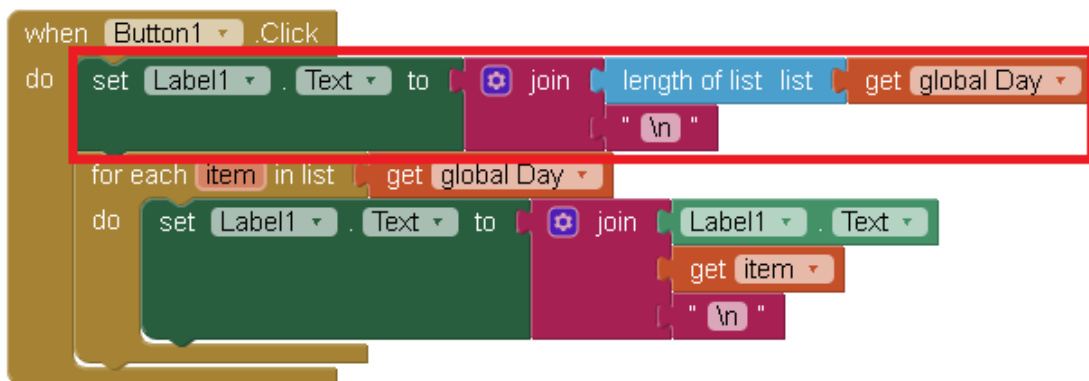 when Button1 .Click
do set Label1 . Text to join length of list list get global Day
" \n "
for each item in list get global Day
do set Label1 . Text to join Label1 . Text
get item
" \n "